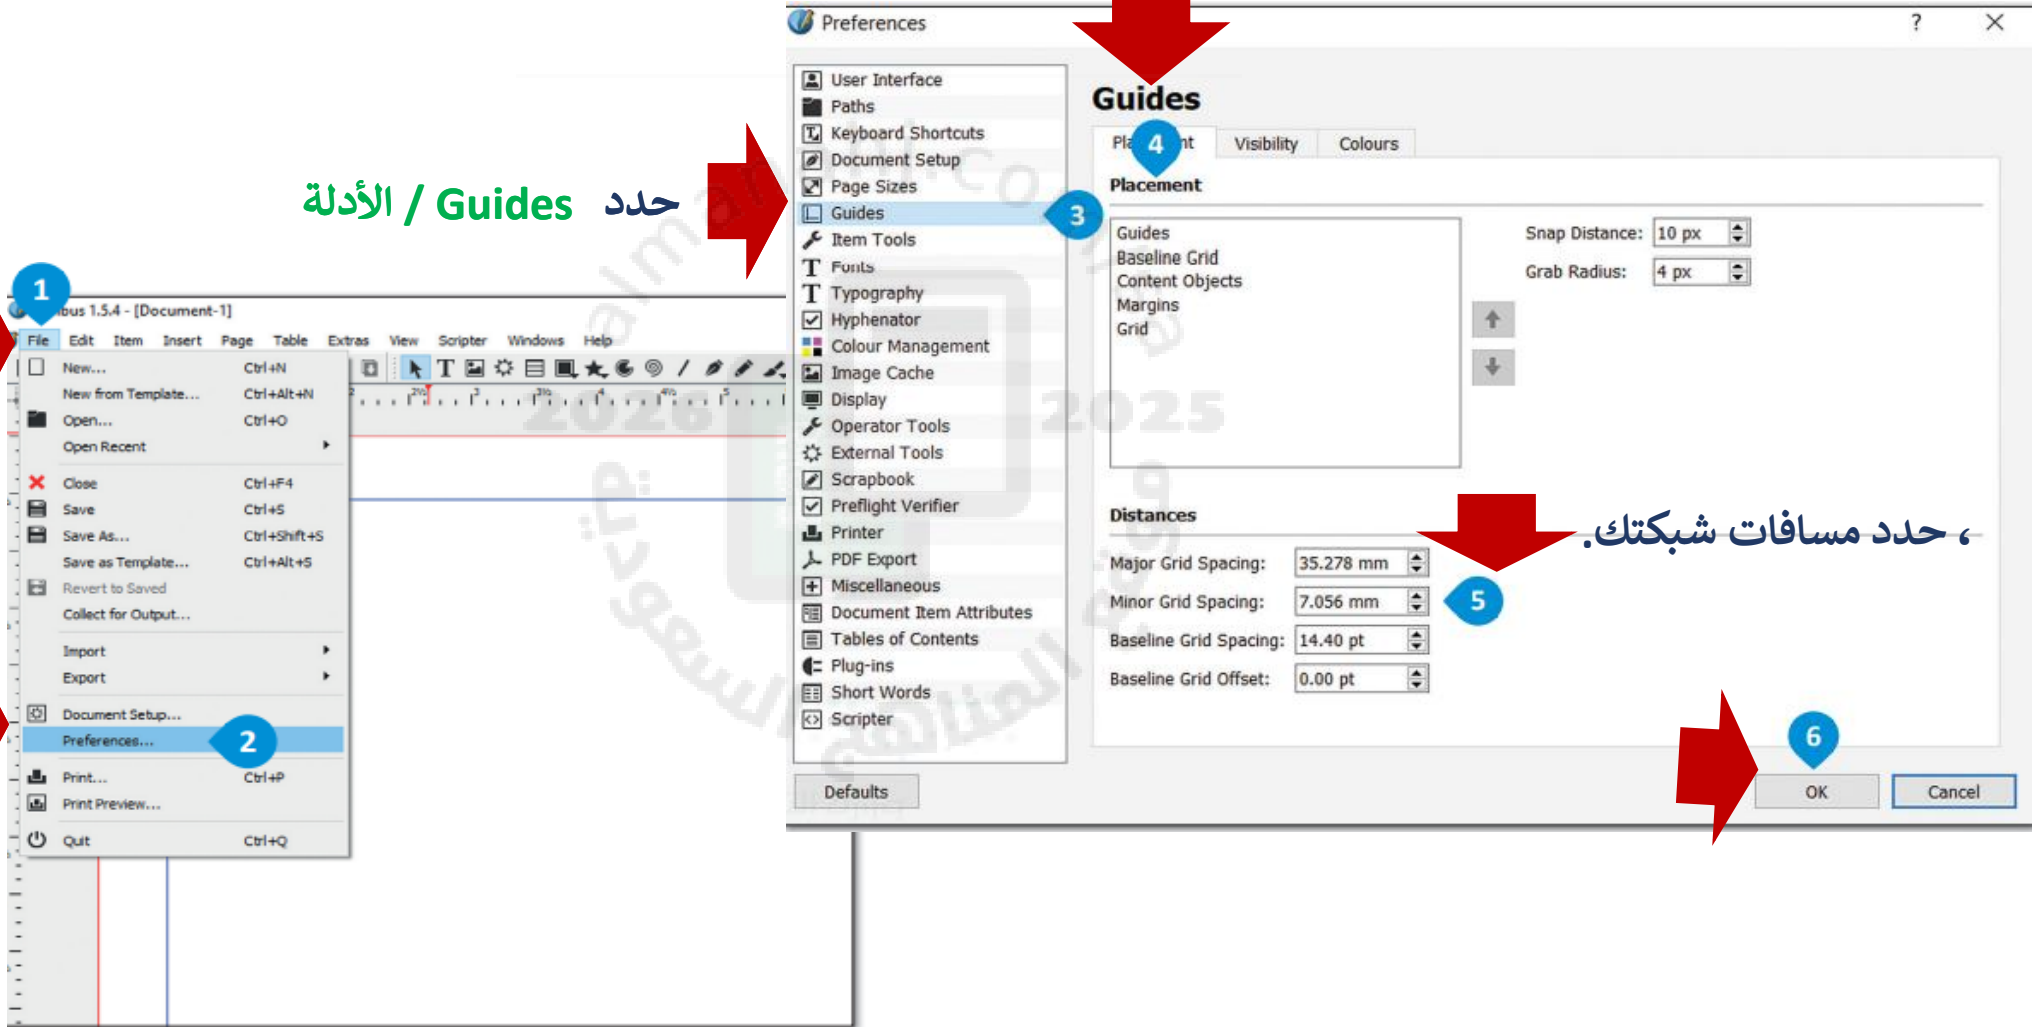 Preferences
User Interface
Paths
Keyboard Shortcuts
Document Setup
Page Sizes
Guides
Item Tools
Fonts
Typography
Hyphenator
Colour Management
Image Cache
Display
Operator Tools
External Tools
Scrapbook
Preflight Verifier
Printer
PDF Export
Miscellaneous
Document Item Attributes
Tables of Contents
Plug-ins
Short Words
Scripter
Defaults
3
Guides
4
Visibility Colours
Placement
Guides
Baseline Grid
Content Objects
Margins
Grid
Snap Distance: 10 px
Grab Radius: 4 px
Distances
Major Grid Spacing: 35.278 mm
Minor Grid Spacing: 7.056 mm
Baseline Grid Spacing: 14.40 pt
Baseline Grid Offset: 0.00 pt
5
، حدد مسافات شبكتك.
6
OK Cancel
حدد Guides / الأدلة
1
1.5.4 - [Document-1]
File Edit Item Insert Page Table Extras View Scripter Windows Help
New... Ctrl+N
New from Template... Ctrl+Alt+N
Open... Ctrl+O
Open Recent
Close Ctrl+F4
Save Ctrl+S
Save As... Ctrl+Shift+S
Save as Template... Ctrl+Alt+S
Revert to Saved
Collect for Output...
Import
Export
Document Setup...
Preferences... 2
Print... Ctrl+P
Print Preview...
Quit Ctrl+Q
2026 2025